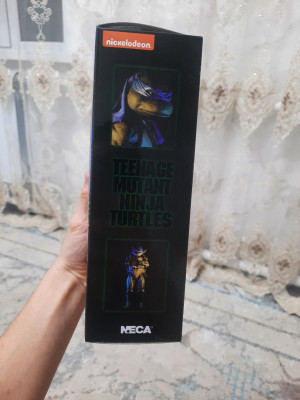 nickelodeon
TEENAGE
MUTANT
NINJA
TURTLES
NECA